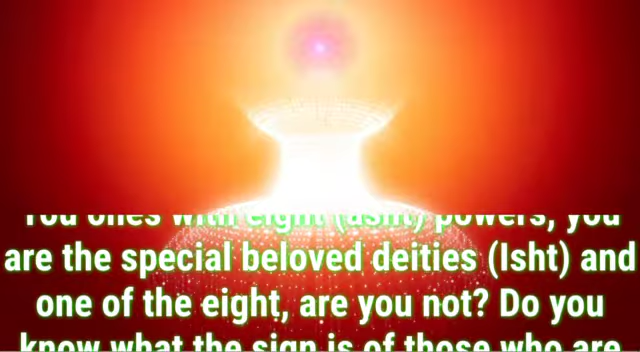 You ones with eight (asht) powers, you
are the special beloved deities (Isht) and
one of the eight, are you not? Do you
know what the sign is of those who are